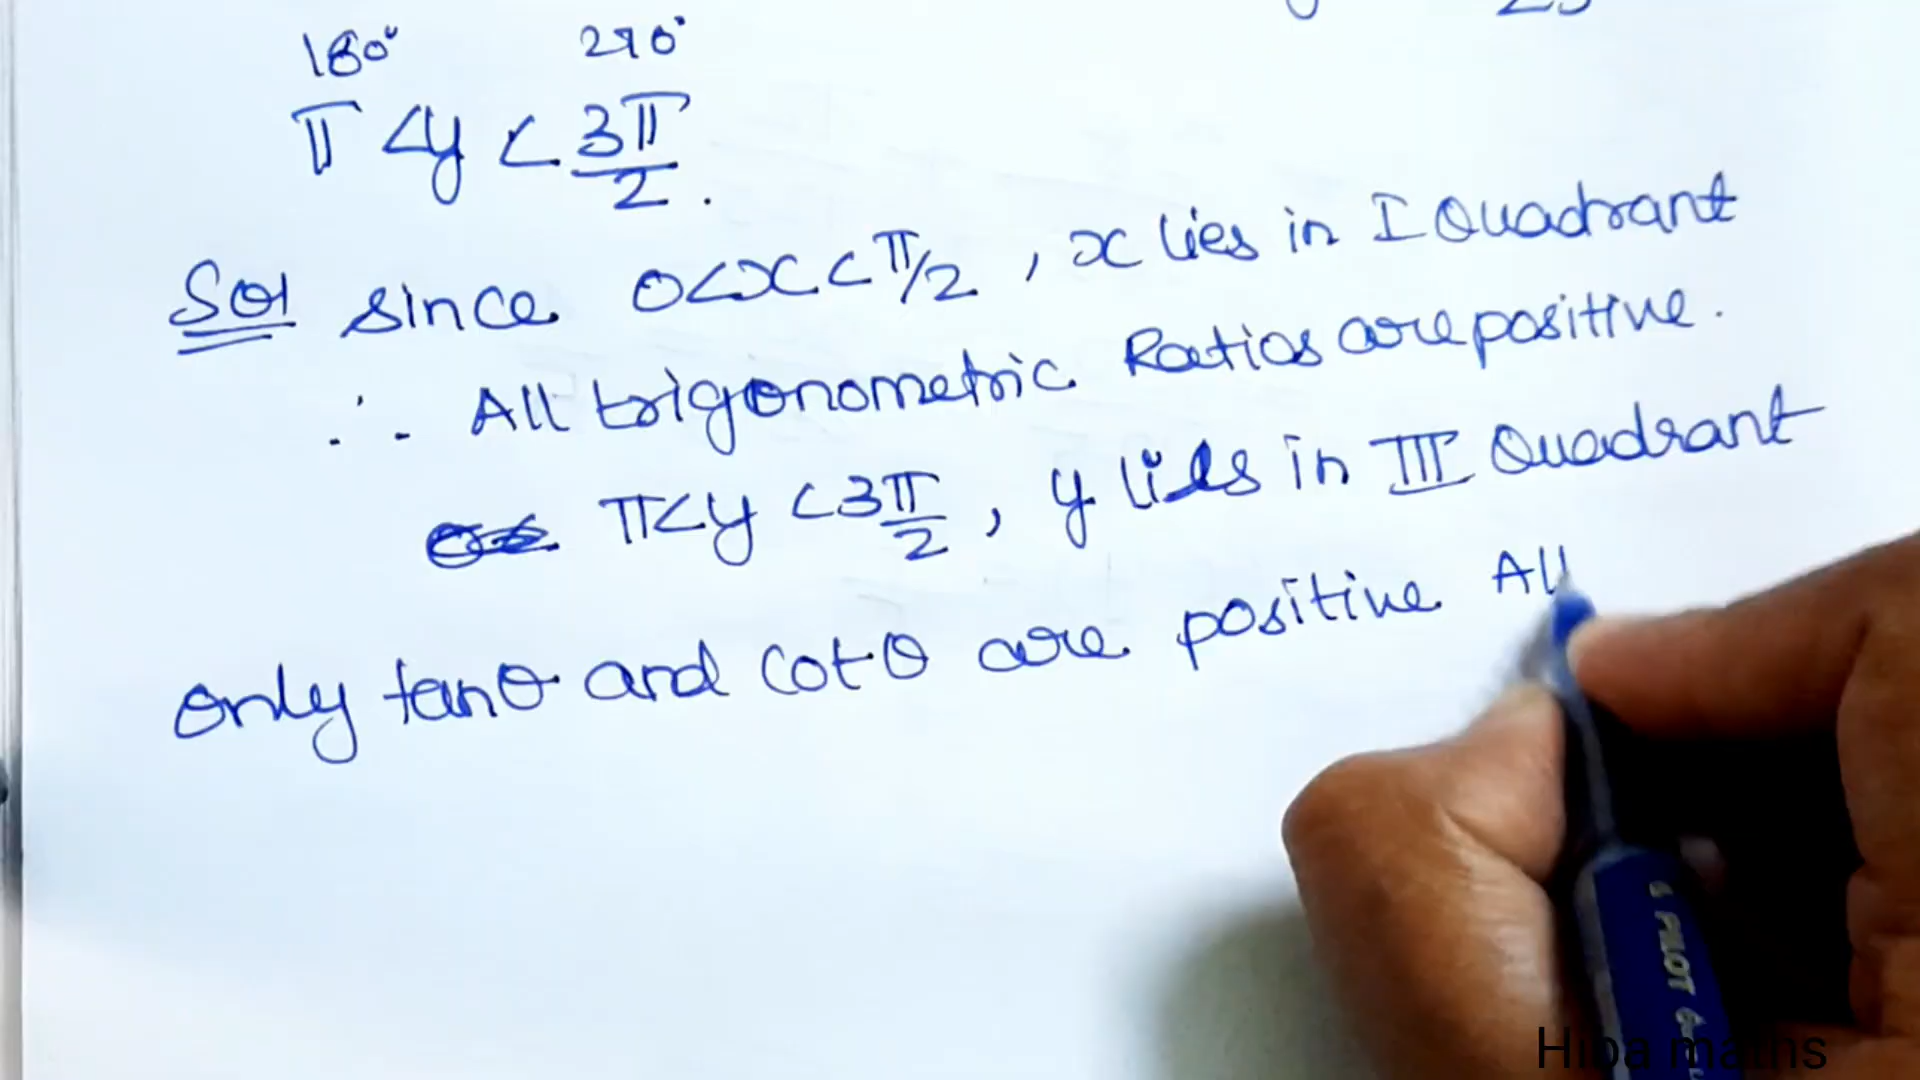 180° 270°
π < y < 3π/2 .
Sol since 0<x<π/2 , x lies in I Quadrant
∴ All trigonometric Ratios are positive.
π<y <3π/2 , y lies in III Quadrant
only tanθ and cotθ are positive All
PILOT
Hiba maths